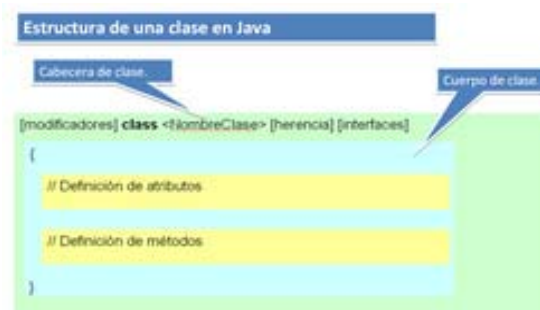 Estructura de una clase en Java
Cabecera de clase.
Cuerpo de clase
[modificadores] class <NombreClase> [herencia] [interfaces]
{
// Definición de atributos
// Definición de métodos
}